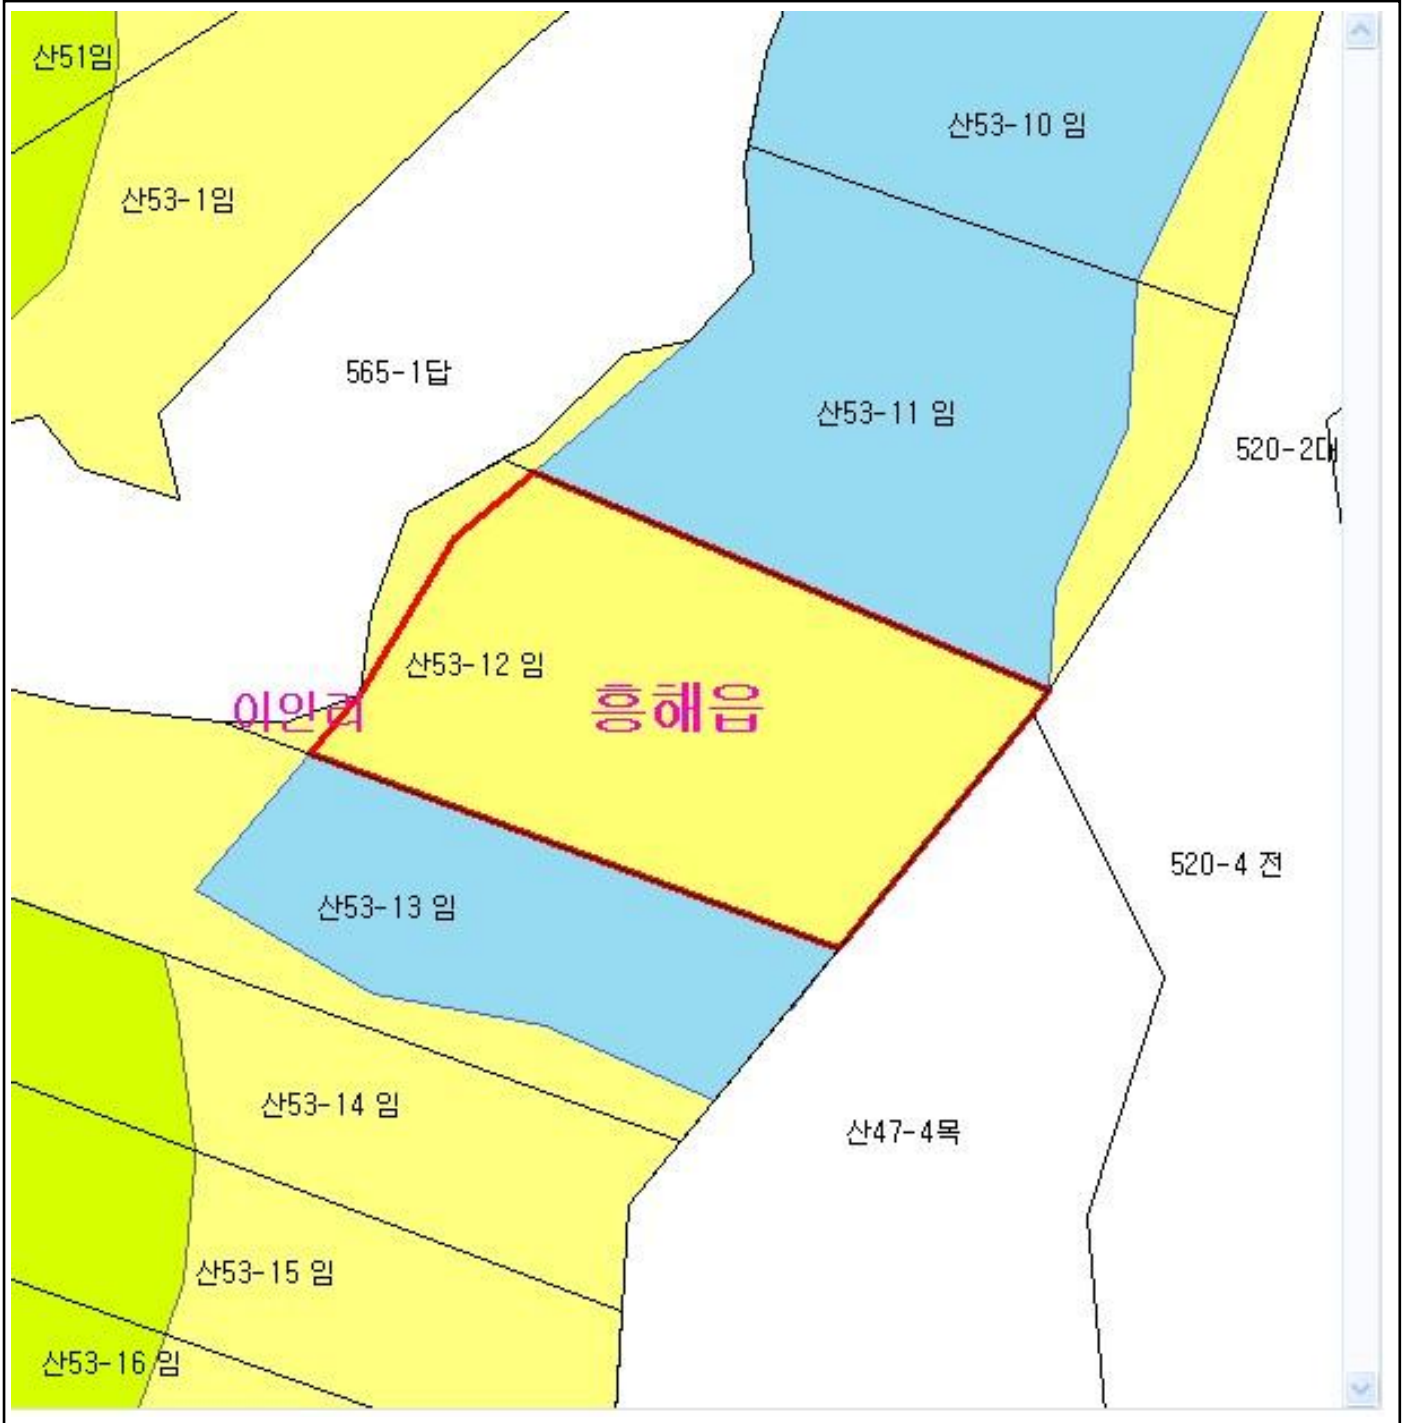 산51임
산53-10 임
산53-1임
565-1답
산53-11 임
520-2대
산53-12 임
이인리
흥해읍
520-4 전
산53-13 임
산53-14 임
산47-4목
산53-15 임
산53-16 임